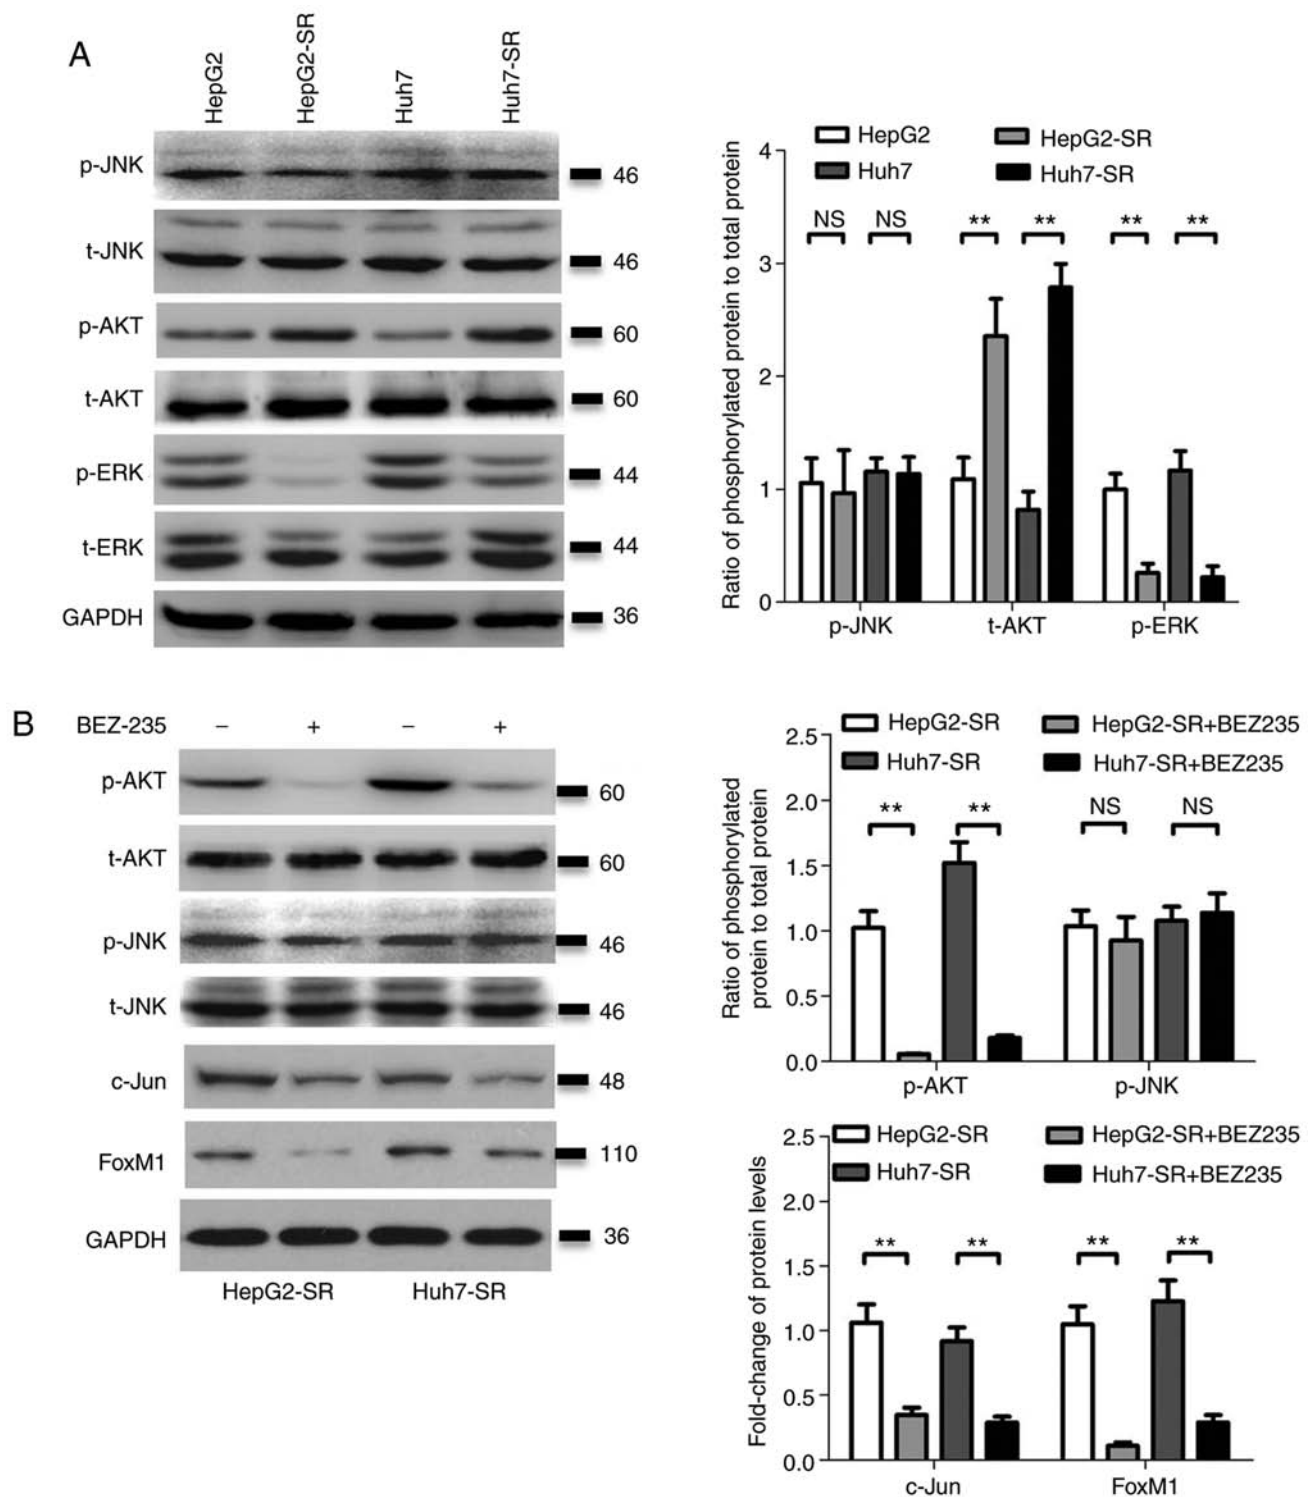 A
HepG2
HepG2-SR
Huh7
Huh7-SR
p-JNK
46
t-JNK
46
p-AKT
60
t-AKT
60
p-ERK
44
t-ERK
44
GAPDH
36
HepG2
HepG2-SR
Huh7
Huh7-SR
Ratio of phosphorylated protein to total protein
4
3
2
1
0
NS
NS
**
**
**
**
p-JNK
t-AKT
p-ERK
B
BEZ-235
−
+
−
+
p-AKT
60
t-AKT
60
p-JNK
46
t-JNK
46
c-Jun
48
FoxM1
110
GAPDH
36
HepG2-SR
Huh7-SR
HepG2-SR
HepG2-SR+BEZ235
Huh7-SR
Huh7-SR+BEZ235
Ratio of phosphorylated
protein to total protein
2.5
2.0
1.5
1.0
0.5
0.0
**
**
NS
NS
p-AKT
p-JNK
HepG2-SR
HepG2-SR+BEZ235
Huh7-SR
Huh7-SR+BEZ235
Fold-change of protein levels
2.5
2.0
1.5
1.0
0.5
0.0
**
**
**
**
c-Jun
FoxM1